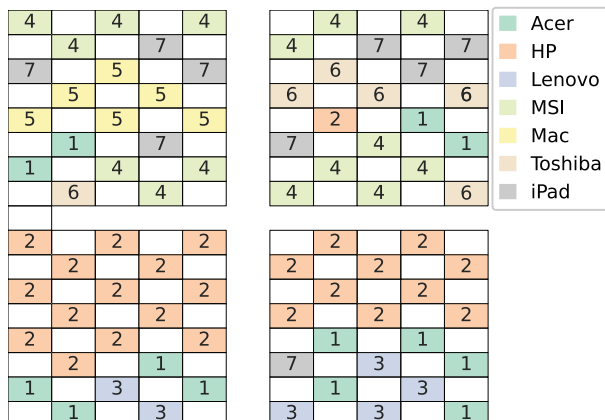 4 4 4 4 4 Acer
4 7 4 7 7 HP
7 5 7 6 7 Lenovo
5 5 6 6 6 MSI
5 5 5 2 1 Mac
1 7 7 4 1 Toshiba
1 4 4 4 4 iPad
6 4 4 4 6
2 2 2 2 2
2 2 2 2 2
2 2 2 2 2
2 2 2 2 2
2 2 2 1 1
2 1 7 3 1
1 3 1 1 3
1 3 3 3 1